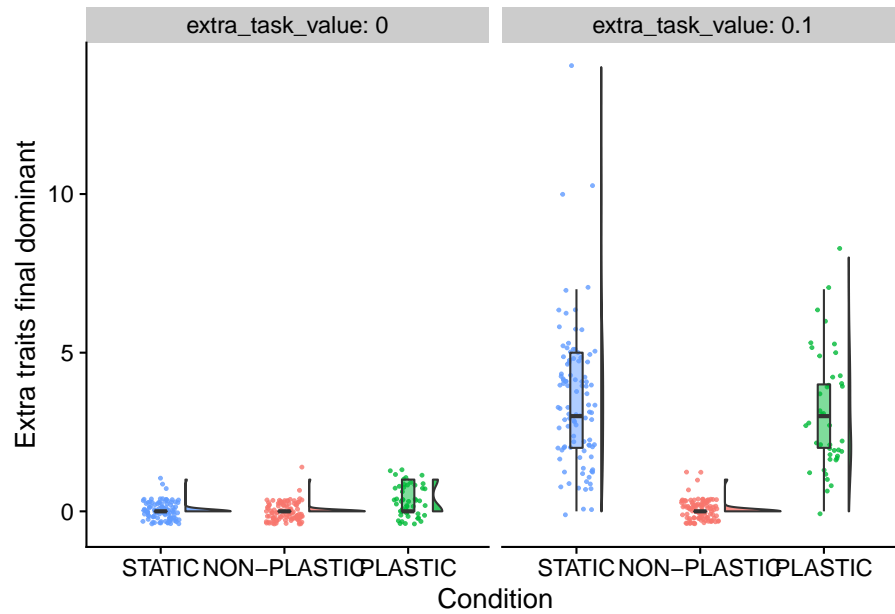 extra_task_value: 0
extra_task_value: 0.1
Extra traits final dominant
10
5
0
STATIC NON−PLASTIC PLASTIC
STATIC NON−PLASTIC PLASTIC
Condition